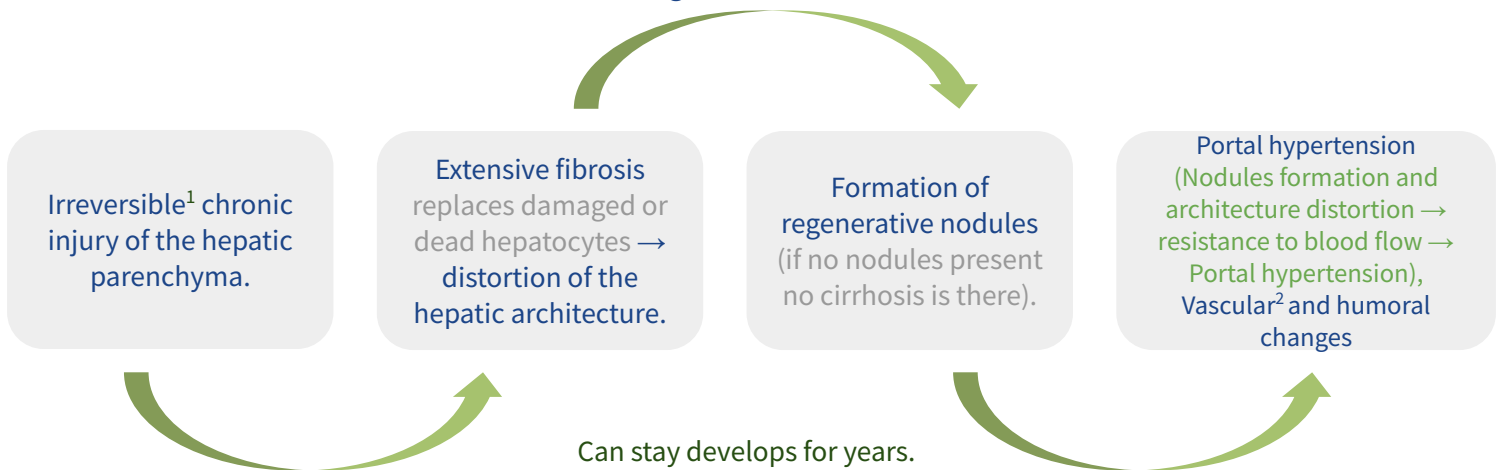 Irreversible¹ chronic
injury of the hepatic
parenchyma.
Extensive fibrosis
replaces damaged or
dead hepatocytes →
distortion of the
hepatic architecture.
Formation of
regenerative nodules
(if no nodules present
no cirrhosis is there).
Portal hypertension
(Nodules formation and
architecture distortion →
resistance to blood flow →
Portal hypertension),
Vascular² and humoral
changes
Can stay develops for years.